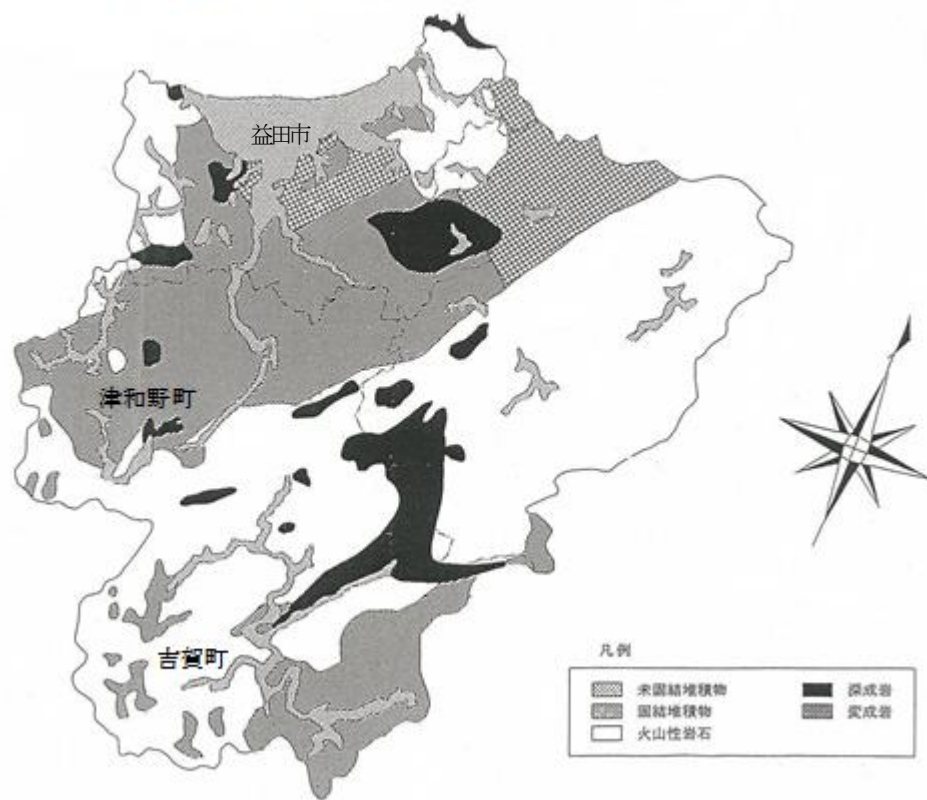 益田市
津和野町
吉賀町
凡例
未固結堆積物
固結堆積物
火山性岩石
深成岩
変成岩